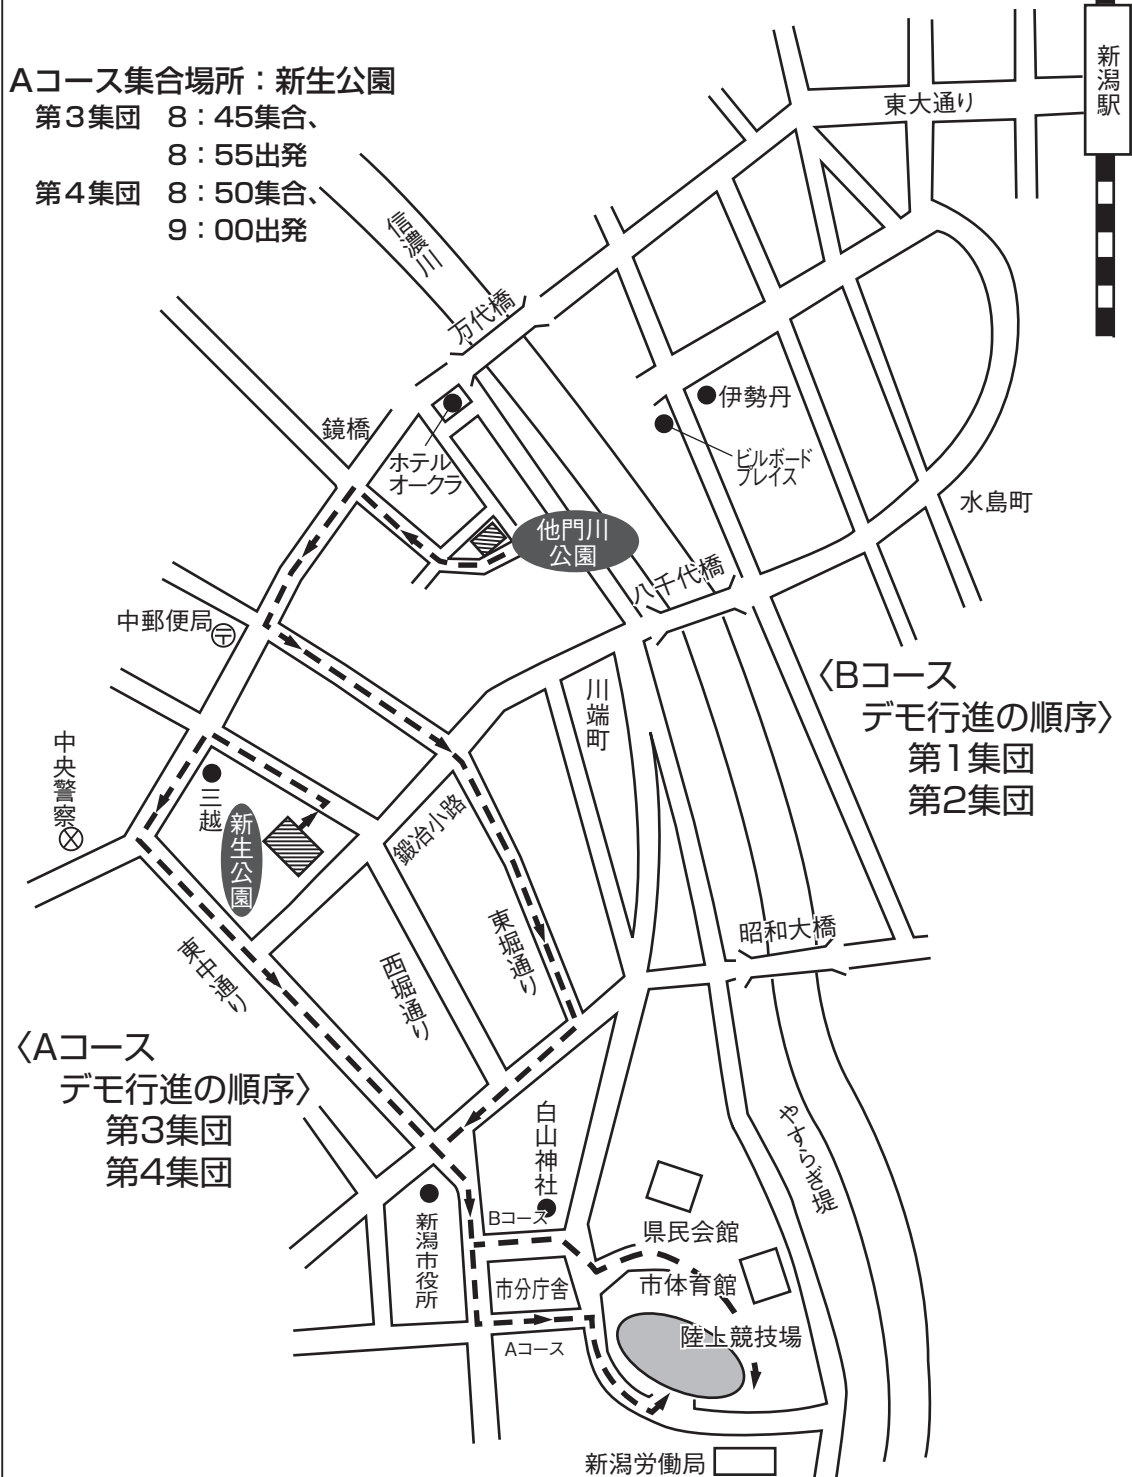 Aコース集合場所：新生公園
第3集団 8：45集合、
8：55出発
第4集団 8：50集合、
9：00出発
新潟駅
東大通り
信濃川
万代橋
伊勢丹
ビルボード
プレイス
鏡橋
ホテル
オークラ
水島町
他門川
公園
八千代橋
中郵便局
〒
〈Bコース
デモ行進の順序〉
第1集団
第2集団
川端町
中央警察
三越
新生公園
鍛冶小路
東堀通り
西堀通り
東中通り
昭和大橋
〈Aコース
デモ行進の順序〉
第3集団
第4集団
白山神社
やすらぎ堤
Bコース
新潟市役所
県民会館
市分庁舎
市体育館
陸上競技場
Aコース
新潟労働局